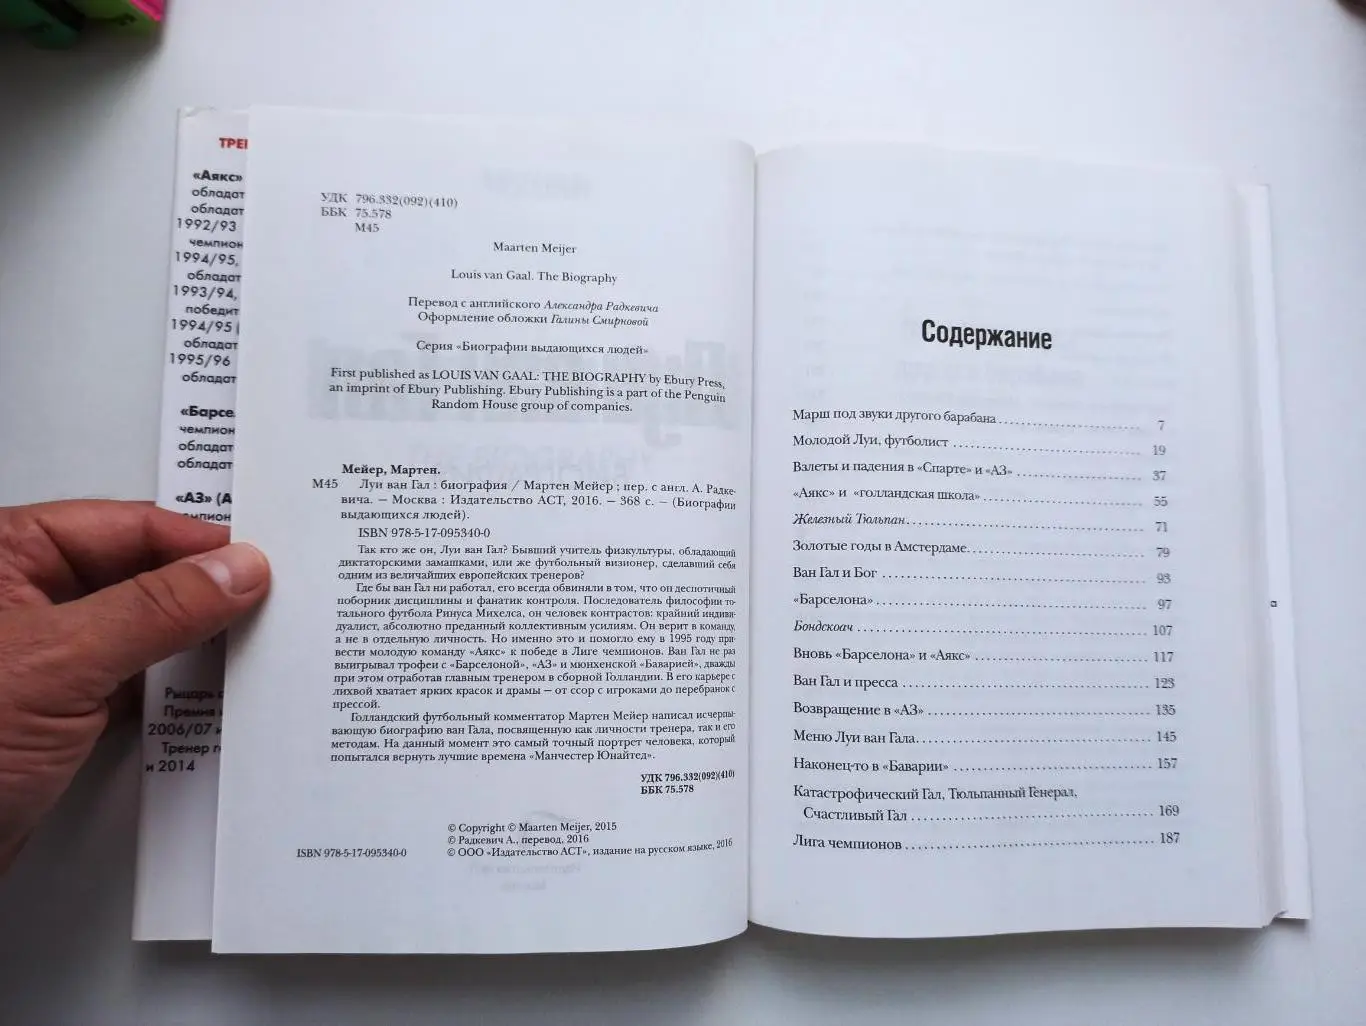 ТРЕ
«Аякс»
обладат
обладат
1992/93
чемпион
1994/95,
обладат
1993/94,
победит
1994/95
обладат
1995/96
обладат
«Барсел
чемпион
обладат
обладат
«АЗ» (А
чемпион
Рыцарь
Премия
2006/07 и
Тренер г
и 2014
УДК 796.332(092)(410)
ББК 75.578
М45
Maarten Meijer
Louis van Gaal. The Biography
Перевод с английского Александра Радкевича
Оформление обложки Галины Смирновой
Серия «Биографии выдающихся людей»
First published as LOUIS VAN GAAL: THE BIOGRAPHY by Ebury Press,
an imprint of Ebury Publishing. Ebury Publishing is a part of the Penguin
Random House group of companies.
Мейер, Мартен.
М45 Луи ван Гал : биография / Мартен Мейер ; пер. с англ. А. Радке-
вича. — Москва : Издательство АСТ, 2016. — 368 с. — (Биографии
выдающихся людей).
ISBN 978-5-17-095340-0
Так кто же он, Луи ван Гал? Бывший учитель физкультуры, обладающий
диктаторскими замашками, или же футбольный визионер, сделавший себя
одним из величайших европейских тренеров?
Где бы ван Гал ни работал, его всегда обвиняли в том, что он деспотичный
поборник дисциплины и фанатик контроля. Последователь философии то-
тального футбола Ринуса Михелса, он человек контрастов: крайний индиви-
дуалист, абсолютно преданный коллективным усилиям. Он верит в команду,
а не в отдельную личность. Но именно это и помогло ему в 1995 году при-
вести молодую команду «Аякс» к победе в Лиге чемпионов. Ван Гал не раз
выигрывал трофеи с «Барселоной», «АЗ» и мюнхенской «Баварией», дважды
при этом отработав главным тренером в сборной Голландии. В его карьере с
лихвой хватает ярких красок и драмы — от ссор с игроками до перебранок с
прессой.
Голландский футбольный комментатор Мартен Мейер написал исчерпы-
вающую биографию ван Гала, посвященную как личности тренера, так и его
методам. На данный момент это самый точный портрет человека, который
попытался вернуть лучшие времена «Манчестер Юнайтед».
УДК 796.332(092)(410)
ББК 75.578
© Copyright © Maarten Meijer, 2015
© Радкевич А., перевод, 2016
ISBN 978-5-17-095340-0 © ООО «Издательство АСТ», издание на русском языке, 2016
Содержание
Марш под звуки другого барабана 7
Молодой Луи, футболист 19
Взлеты и падения в «Спарте» и «АЗ» 37
«Аякс» и «голландская школа» 55
Железный Тюльпан 71
Золотые годы в Амстердаме 79
Ван Гал и Бог 93
«Барселона» 97
Бондскоач 107
Вновь «Барселона» и «Аякс» 117
Ван Гал и пресса 123
Возвращение в «АЗ» 135
Меню Луи ван Гала 145
Наконец-то в «Баварии» 157
Катастрофический Гал, Тюльпанный Генерал,
Счастливый Гал 169
Лига чемпионов 187